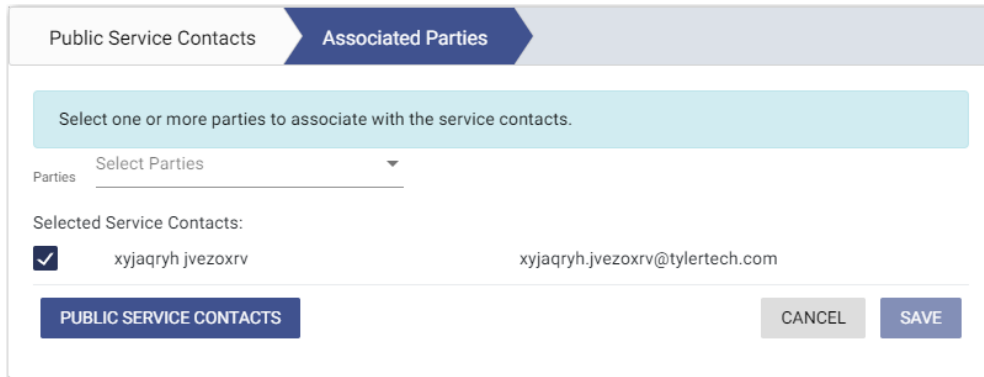 Public Service Contacts
Associated Parties
Select one or more parties to associate with the service contacts.
Parties Select Parties
Selected Service Contacts:
xyjaqryh jvezoxrv xyjaqryh.jvezoxrv@tylertech.com
PUBLIC SERVICE CONTACTS CANCEL SAVE